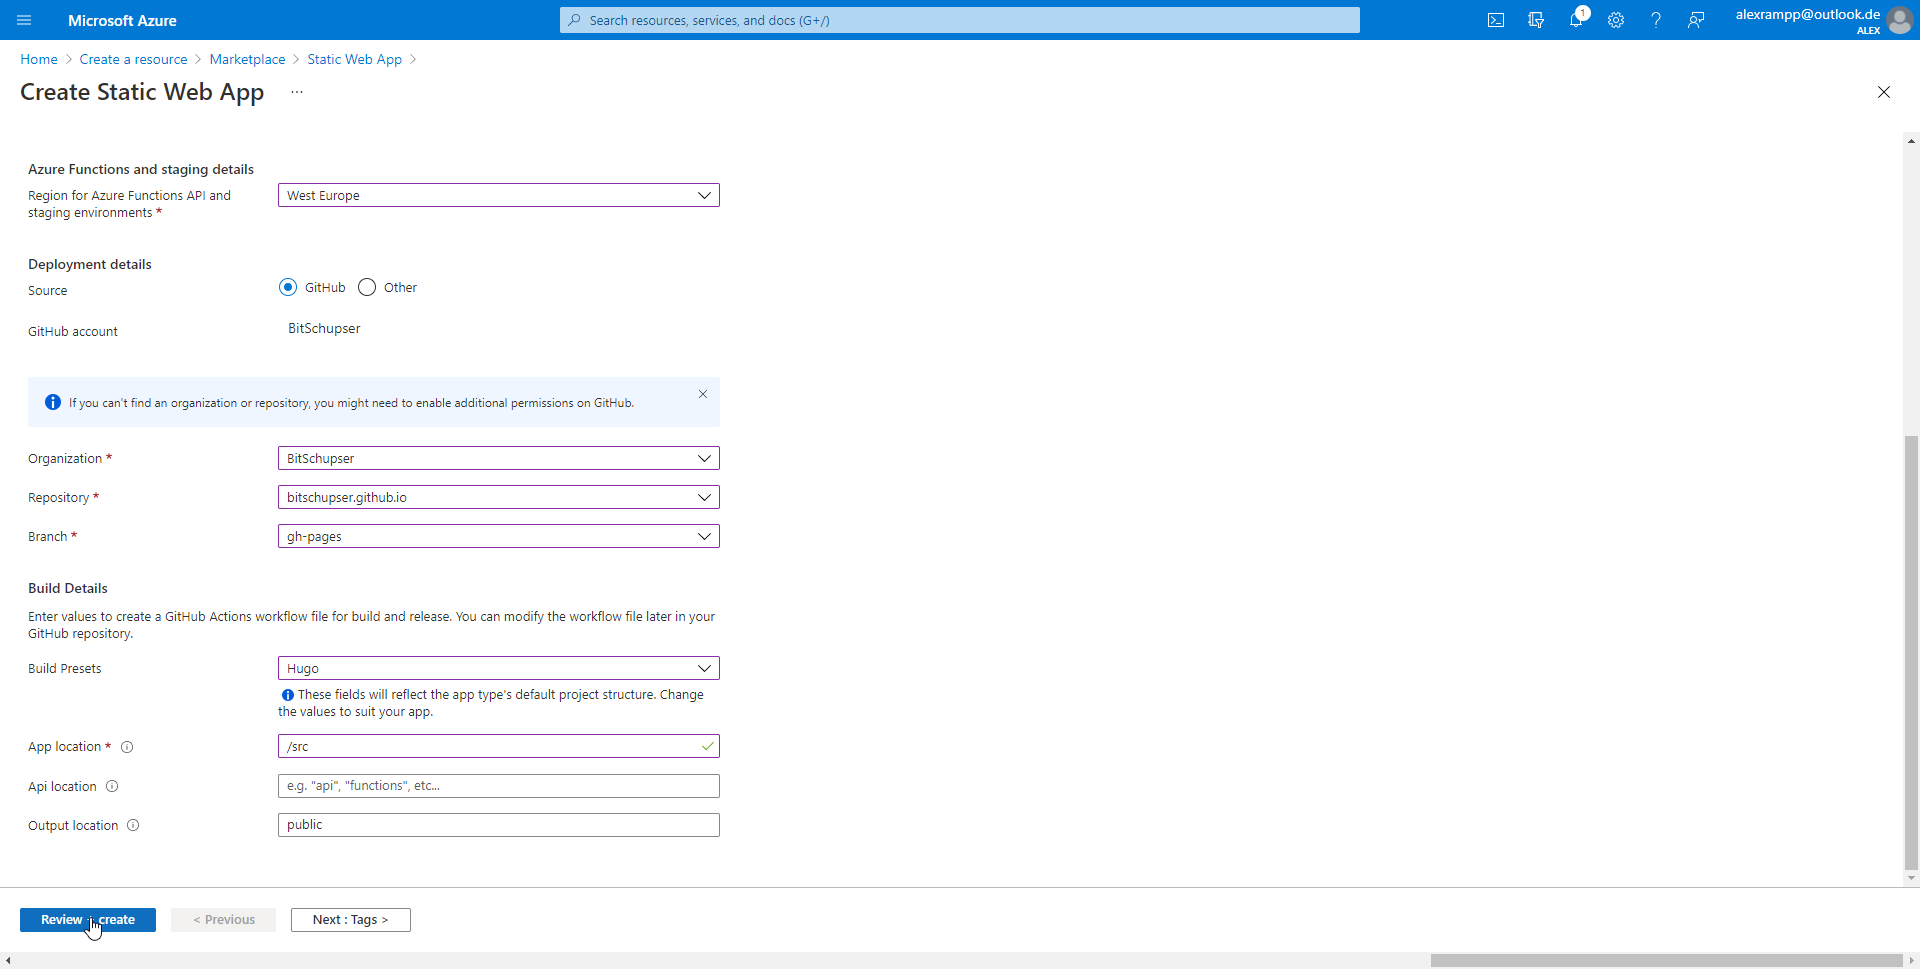 Microsoft Azure
Search resources, services, and docs (G+/)
1
alexrampp@outlook.de
ALEX
Home > Create a resource > Marketplace > Static Web App >
Create Static Web App ...
Azure Functions and staging details
Region for Azure Functions API and
staging environments *
West Europe
Deployment details
Source
GitHub
Other
GitHub account
BitSchupser
If you can't find an organization or repository, you might need to enable additional permissions on GitHub.
Organization *
BitSchupser
Repository *
bitschupser.github.io
Branch *
gh-pages
Build Details
Enter values to create a GitHub Actions workflow file for build and release. You can modify the workflow file later in your
GitHub repository.
Build Presets
Hugo
These fields will reflect the app type's default project structure. Change
the values to suit your app.
App location *
/src
Api location
e.g. "api", "functions", etc...
Output location
public
Review + create
< Previous
Next : Tags >